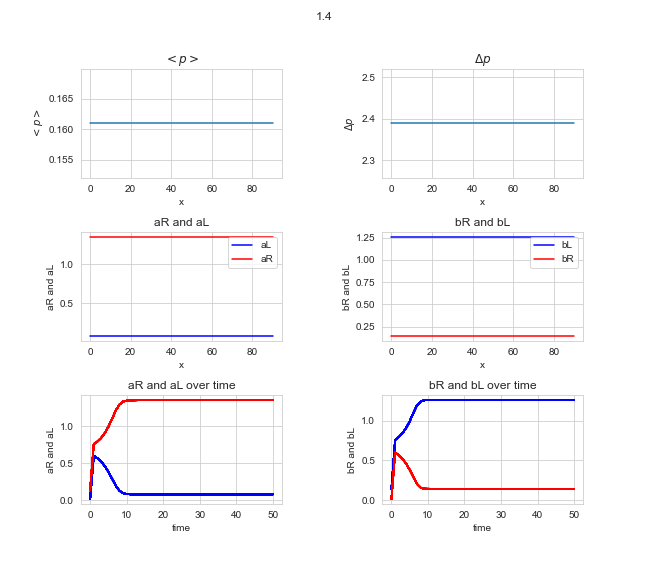 1.4
< p >
Δp
0.165
0.160
0.155
< p >
0 20 40 60 80
x
2.5
2.4
2.3
Δp
0 20 40 60 80
x
aR and aL
bR and bL
1.0
0.5
aR and aL
aL
aR
0 20 40 60 80
x
1.25
1.00
0.75
0.50
0.25
bR and bL
bL
bR
0 20 40 60 80
x
aR and aL over time
bR and bL over time
1.0
0.5
0.0
aR and aL
0 10 20 30 40 50
time
1.0
0.5
0.0
bR and bL
0 10 20 30 40 50
time